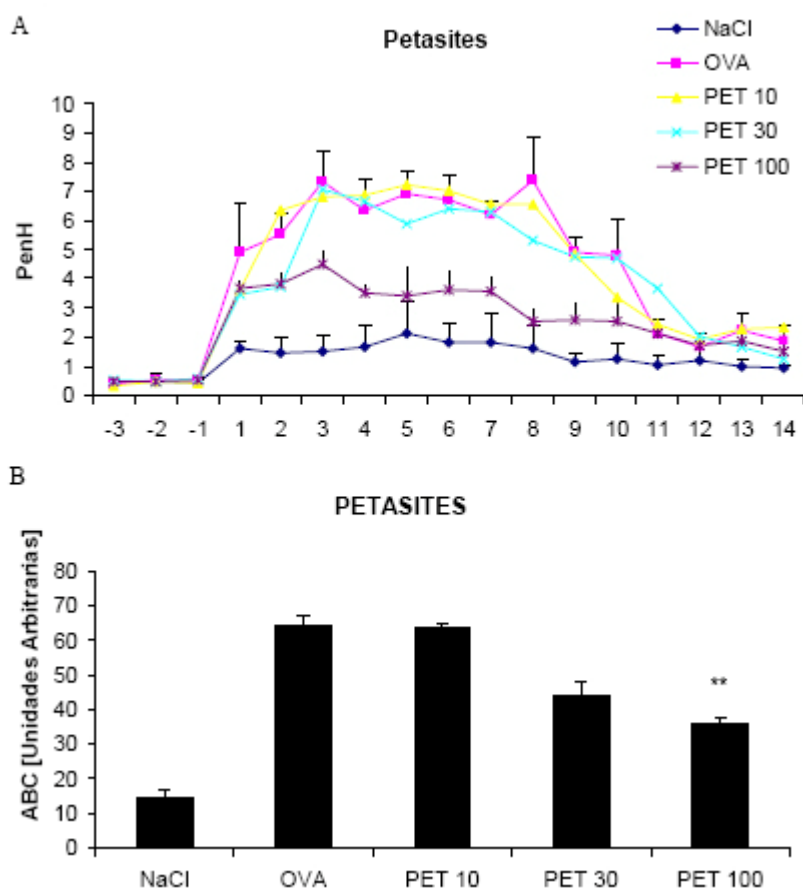 A
Petasites
NaCl
OVA
PET 10
PET 30
PET 100
PenH
10
9
8
7
6
5
4
3
2
1
0
-3 -2 -1 1 2 3 4 5 6 7 8 9 10 11 12 13 14
B
PETASITES
ABC [Unidades Arbitrarias]
80
70
60
50
40
30
20
10
0
**
NaCl OVA PET 10 PET 30 PET 100